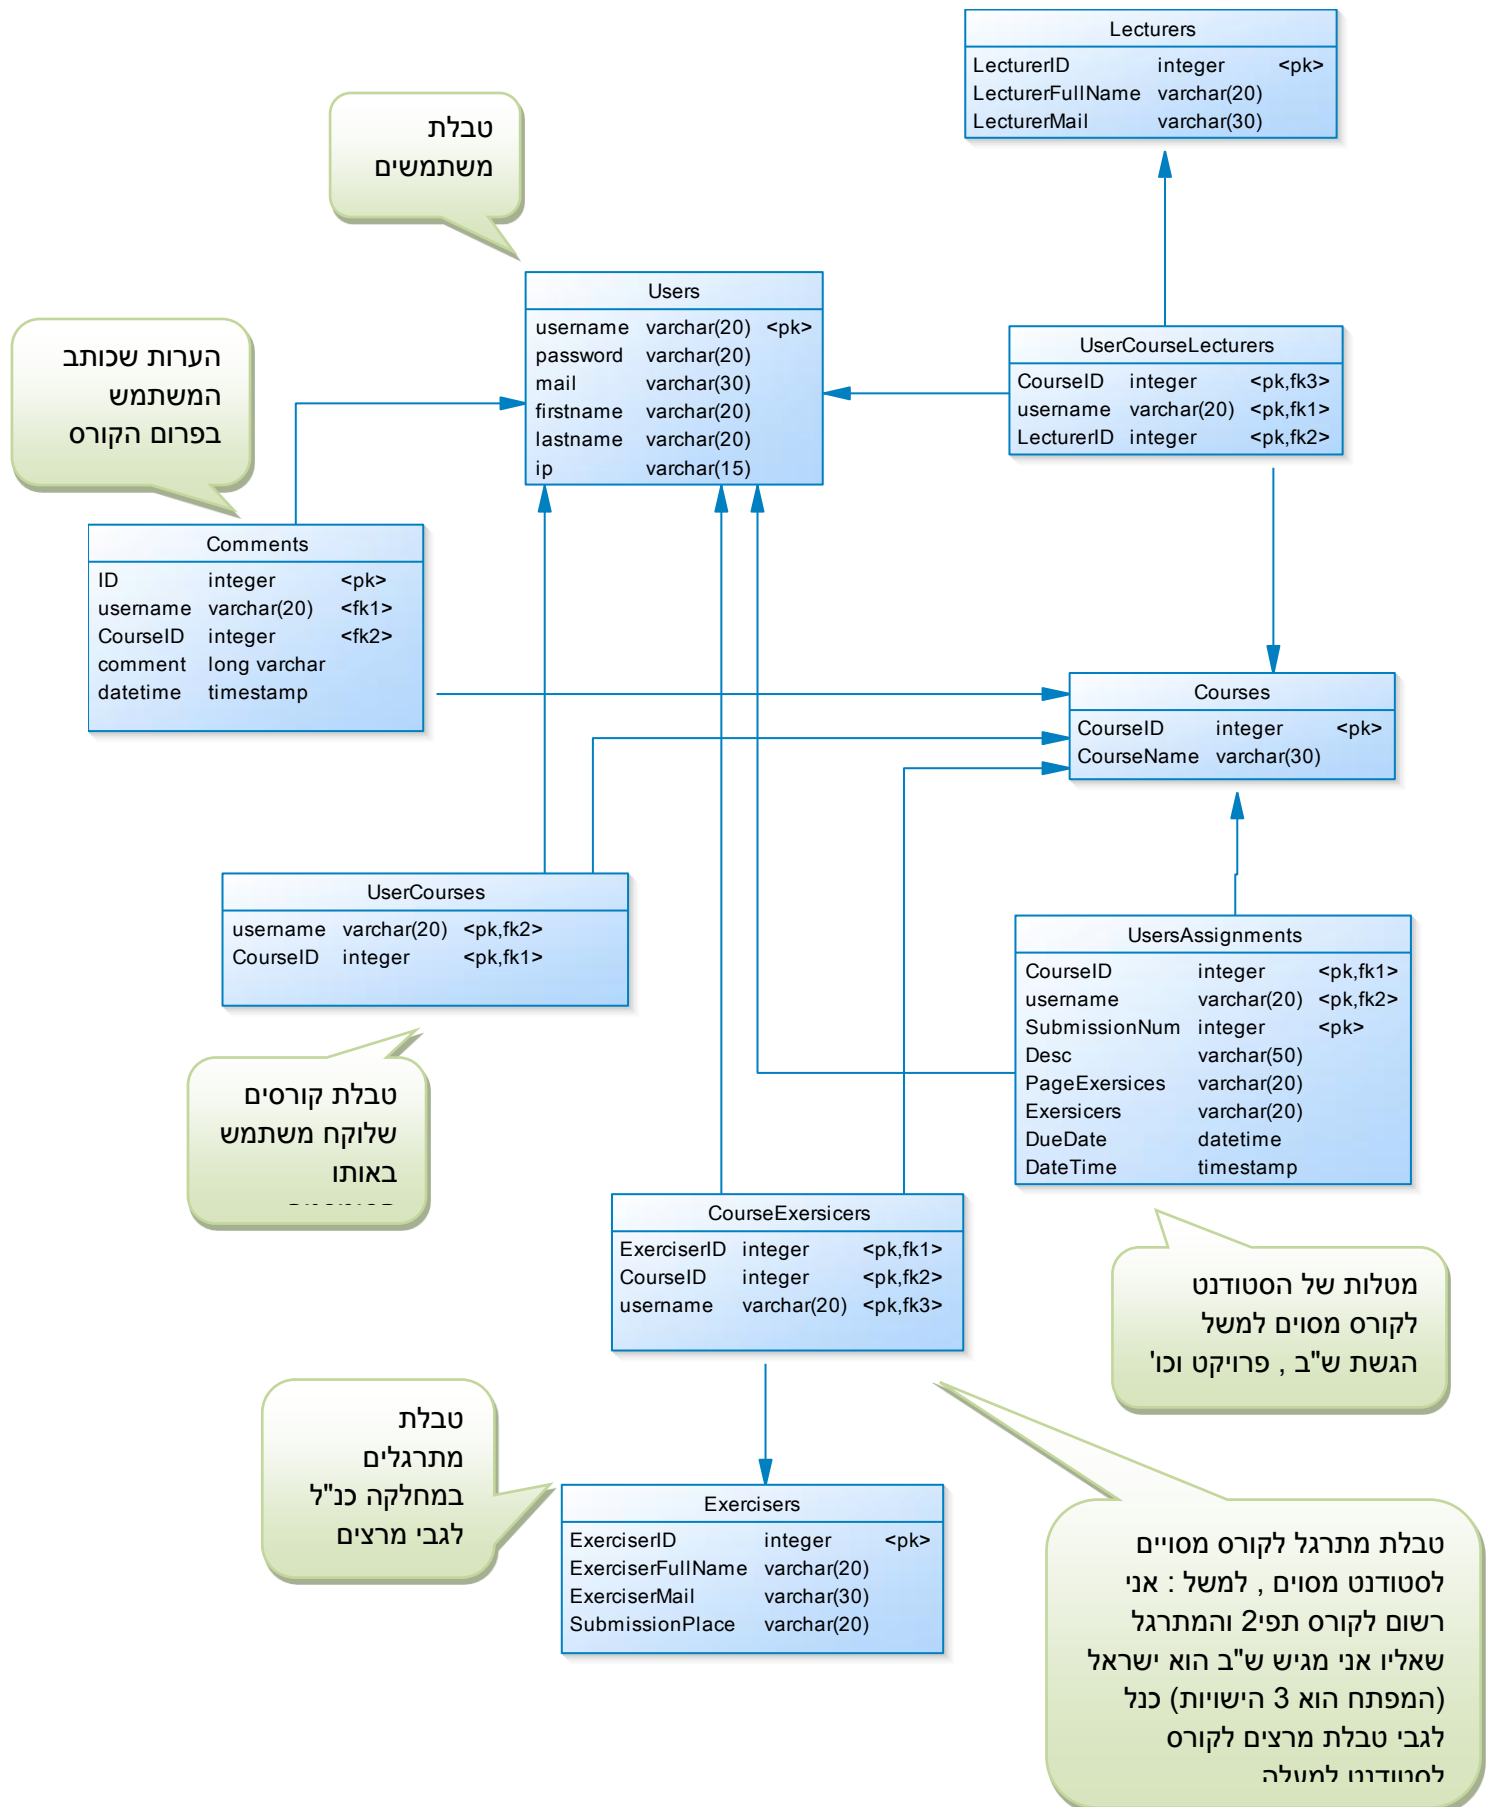 Lecturers
LecturerID integer <pk>
LecturerFullName varchar(20)
LecturerMail varchar(30)
טבלת
משתמשים
Users
username varchar(20) <pk>
password varchar(20)
mail varchar(30)
firstname varchar(20)
lastname varchar(20)
ip varchar(15)
UserCourseLecturers
CourseID integer <pk,fk3>
username varchar(20) <pk,fk1>
LecturerID integer <pk,fk2>
הערות שכותב
המשתמש
בפרום הקורס
Comments
ID integer <pk>
username varchar(20) <fk1>
CourseID integer <fk2>
comment long varchar
datetime timestamp
Courses
CourseID integer <pk>
CourseName varchar(30)
UserCourses
username varchar(20) <pk,fk2>
CourseID integer <pk,fk1>
UsersAssignments
CourseID integer <pk,fk1>
username varchar(20) <pk,fk2>
SubmissionNum integer <pk>
Desc varchar(50)
PageExersices varchar(20)
Exersicers varchar(20)
DueDate datetime
DateTime timestamp
טבלת קורסים
שלוקח משתמש
באותו
CourseExersicers
ExerciserID integer <pk,fk1>
CourseID integer <pk,fk2>
username varchar(20) <pk,fk3>
מטלות של הסטודנט
לקורס מסוים למשל
הגשת ש"ב , פרויקט וכו'
טבלת
מתרגלים
במחלקה כנ"ל
לגבי מרצים
Exercisers
ExerciserID integer <pk>
ExerciserFullName varchar(20)
ExerciserMail varchar(30)
SubmissionPlace varchar(20)
טבלת מתרגל לקורס מסויים
לסטודנט מסוים , למשל : אני
רשום לקורס תפי2 והמתרגל
שאליו אני מגיש ש"ב הוא ישראל
(המפתח הוא 3 הישויות) כנל
לגבי טבלת מרצים לקורס
לסטודנט למעלה